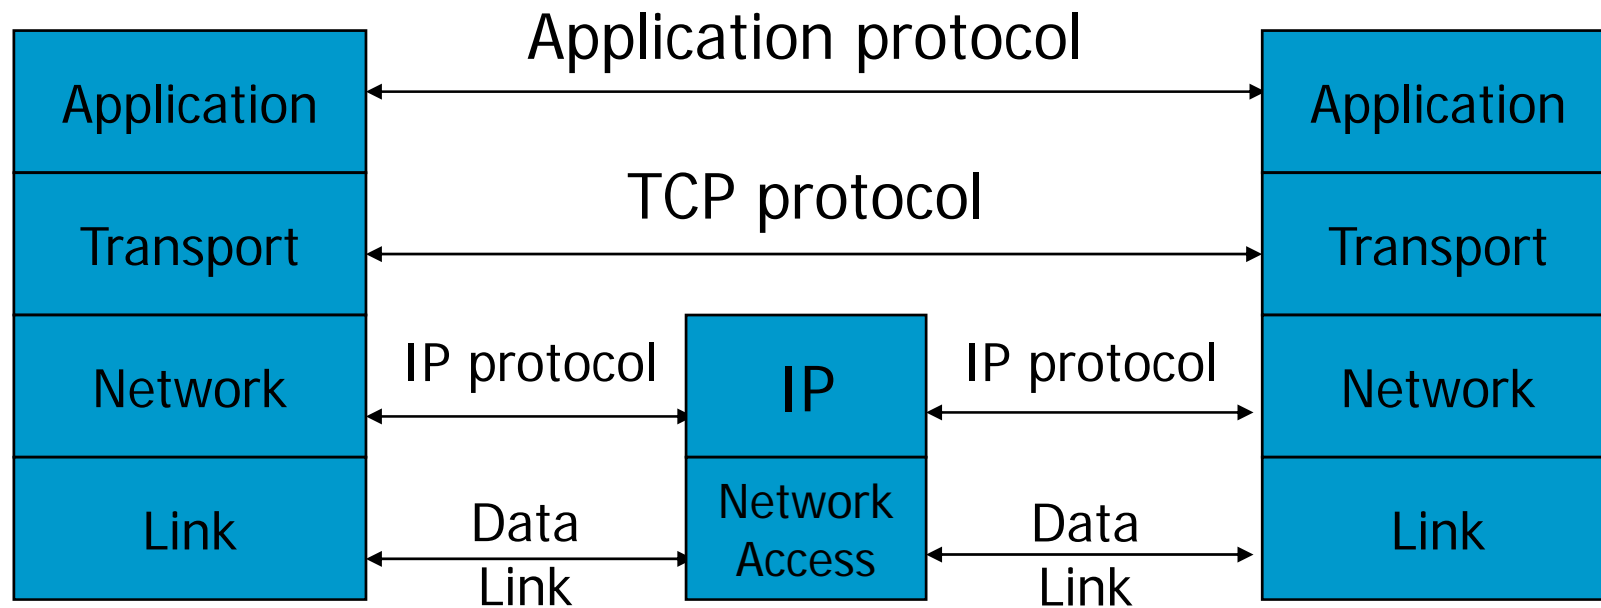 Application protocol
Application
Application
TCP protocol
Transport
Transport
IP protocol
IP
IP protocol
Network
Network
Link
Data
Link
Network
Access
Data
Link
Link